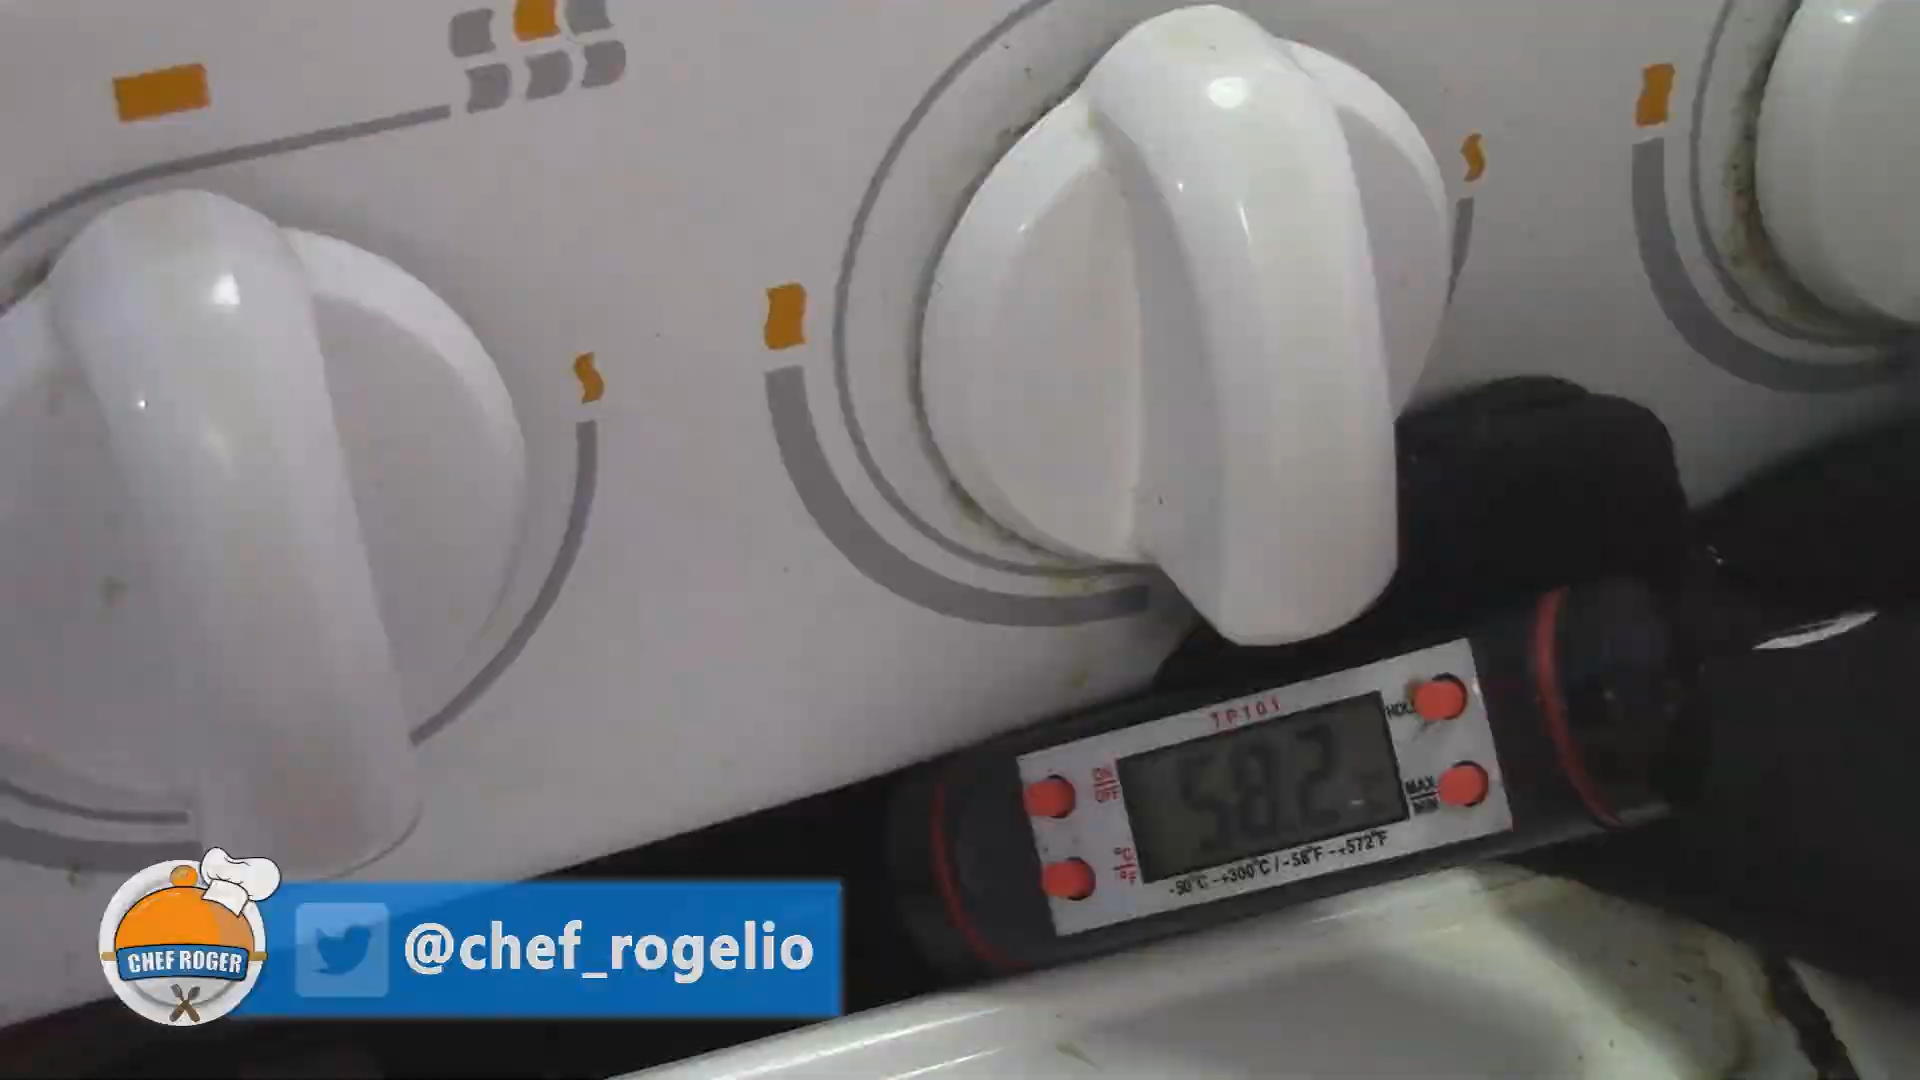 TP101
HOLD
ON
OFF
58.2
MAX
MIN
°C
°F
-50°C-+300°C/-58°F-+572°F
CHEF ROGER
@chef_rogelio